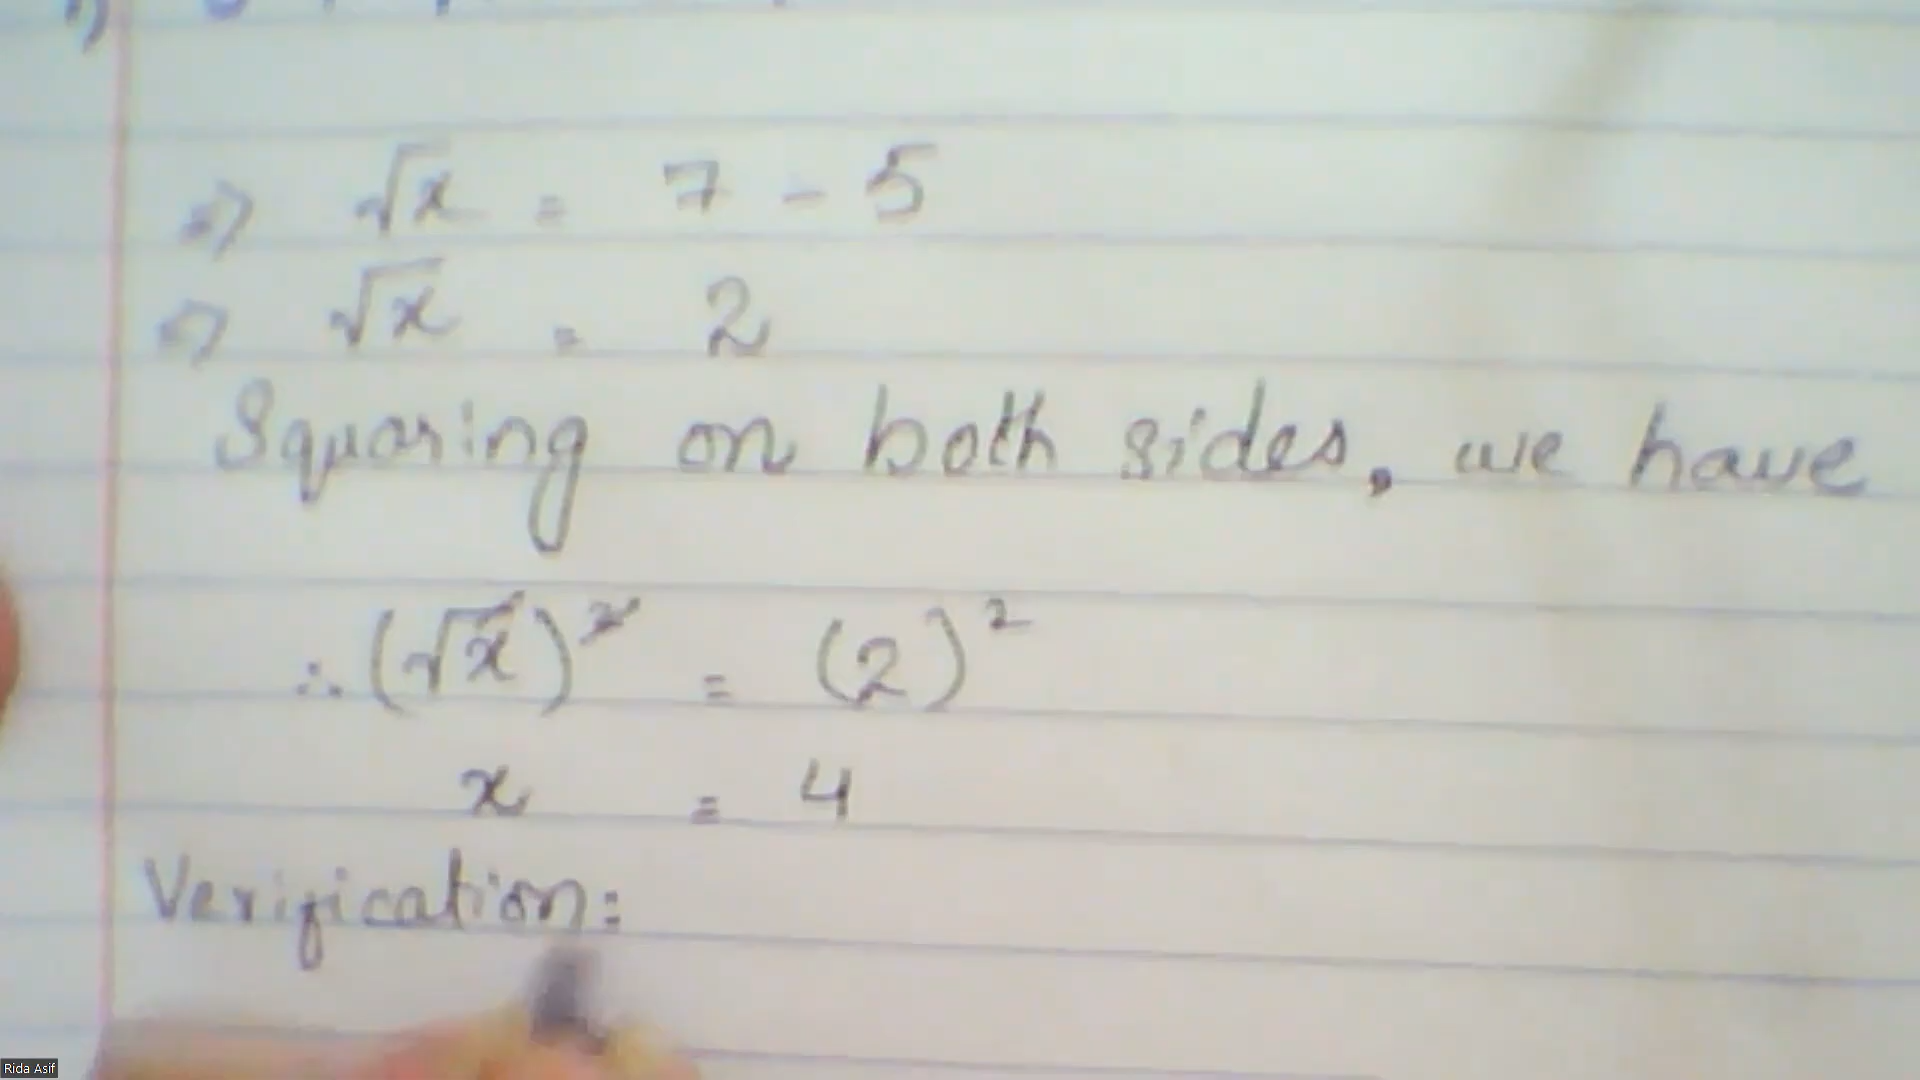 ⇒ √x = 7 - 5
⇒ √x = 2
Squaring on both sides, we have
∴ (√x)² = (2)²
x = 4
Verification:
Rida Asif